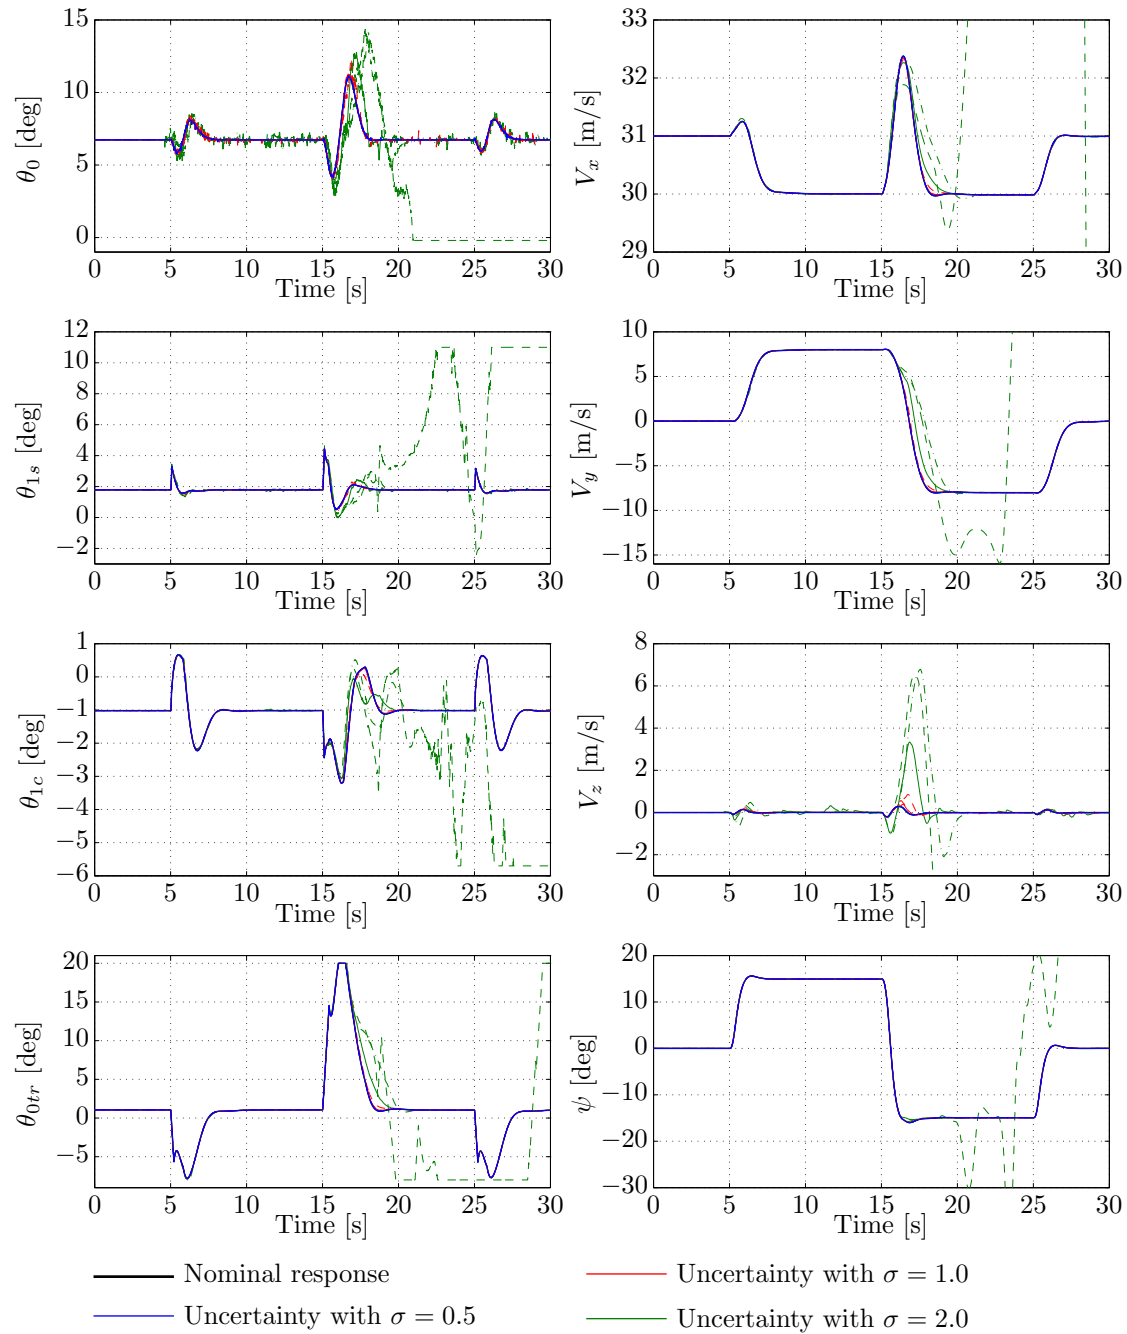 15
10
5
0
θ0 [deg]
0 5 10 15 20 25 30
Time [s]
33
32
31
30
29
Vx [m/s]
0 5 10 15 20 25 30
Time [s]
12
10
8
6
4
2
0
−2
θ1s [deg]
0 5 10 15 20 25 30
Time [s]
10
5
0
−5
−10
−15
Vy [m/s]
0 5 10 15 20 25 30
Time [s]
1
0
−1
−2
−3
−4
−5
−6
θ1c [deg]
0 5 10 15 20 25 30
Time [s]
8
6
4
2
0
−2
Vz [m/s]
0 5 10 15 20 25 30
Time [s]
20
15
10
5
0
−5
θ0tr [deg]
0 5 10 15 20 25 30
Time [s]
20
10
0
−10
−20
−30
ψ [deg]
0 5 10 15 20 25 30
Time [s]
Nominal response
Uncertainty with σ = 0.5
Uncertainty with σ = 1.0
Uncertainty with σ = 2.0